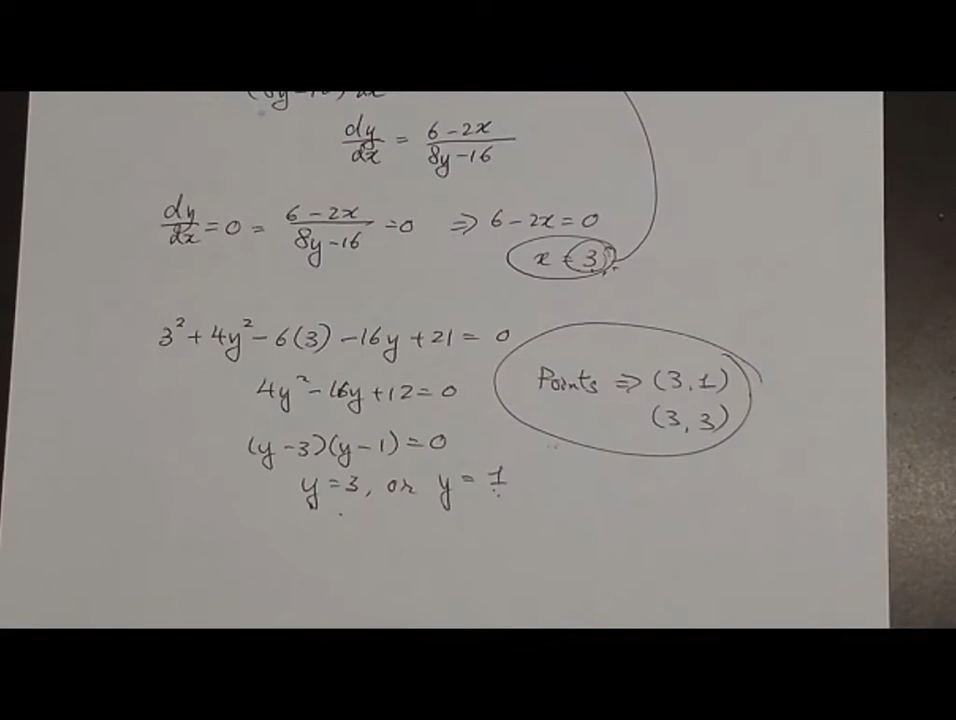 dy/dx = (6-2x)/(8y-16)
dy/dx = 0 = (6-2x)/(8y-16) = 0 ⇒ 6-2x=0
x = 3
3² + 4y² - 6(3) - 16y + 21 = 0
4y² - 16y + 12 = 0
(y-3)(y-1) = 0
y = 3, or y = 1
Points ⇒ (3,1)
(3,3)